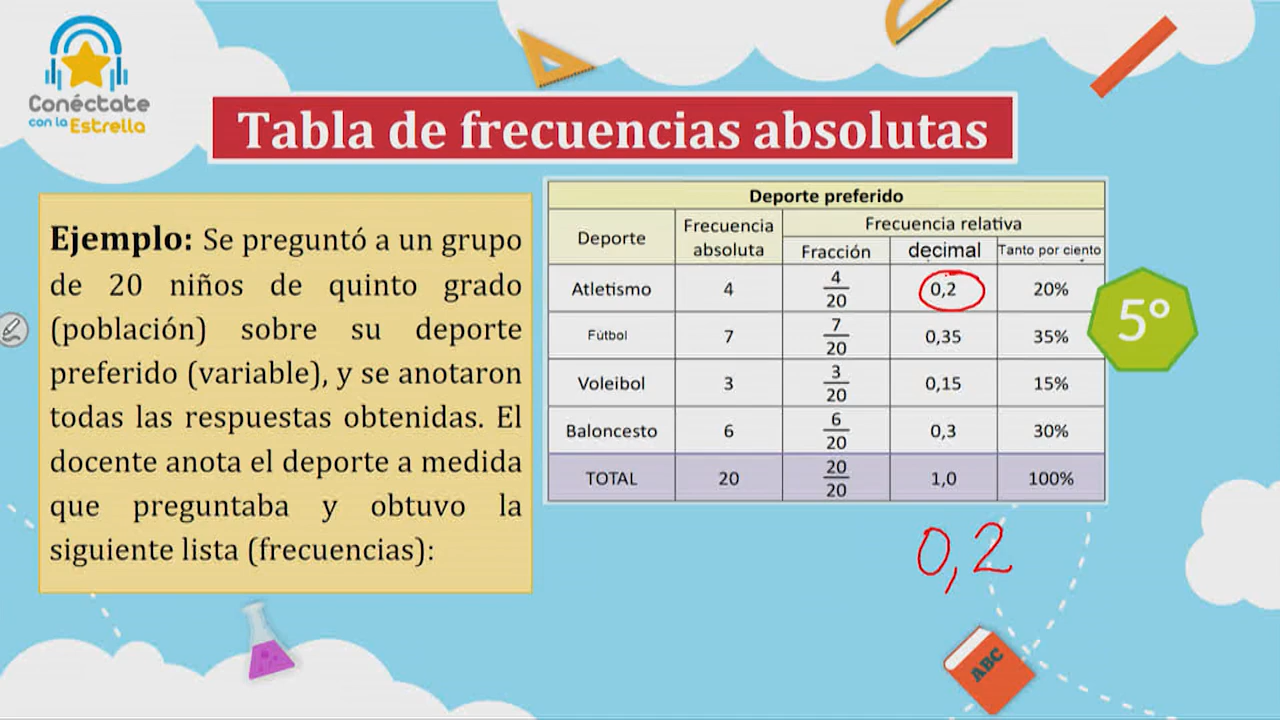 Conéctate
con la Estrella
Tabla de frecuencias absolutas
Ejemplo: Se preguntó a un grupo
de 20 niños de quinto grado
(población) sobre su deporte
preferido (variable), y se anotaron
todas las respuestas obtenidas. El
docente anota el deporte a medida
que preguntaba y obtuvo la
siguiente lista (frecuencias):
Deporte preferido
Deporte Frecuencia absoluta Frecuencia relativa
Fracción decimal Tanto por ciento
Atletismo 4 4/20 0,2 20%
Fútbol 7 7/20 0,35 35%
Voleibol 3 3/20 0,15 15%
Baloncesto 6 6/20 0,3 30%
TOTAL 20 20/20 1,0 100%
5º
0,2
ABC